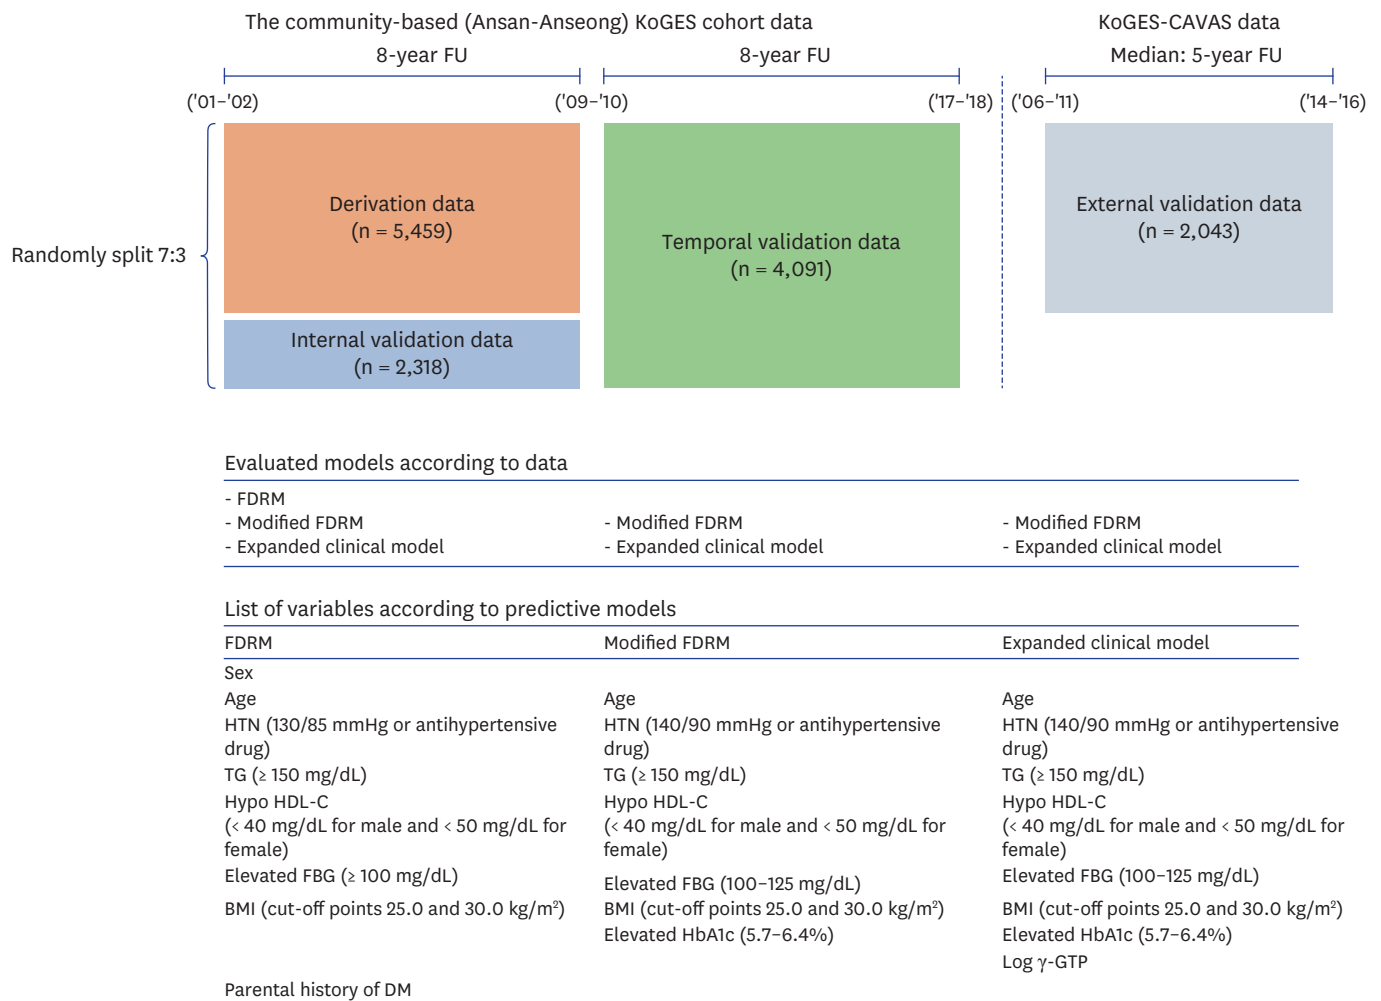 The community-based (Ansan-Anseong) KoGES cohort data
KoGES-CAVAS data
8-year FU
8-year FU
Median: 5-year FU
('01–'02)
('09–'10)
('17–'18)
('06–'11)
('14–'16)
Randomly split 7:3
Derivation data
(n = 5,459)
Internal validation data
(n = 2,318)
Temporal validation data
(n = 4,091)
External validation data
(n = 2,043)
Evaluated models according to data
- FDRM
- Modified FDRM
- Expanded clinical model
- Modified FDRM
- Expanded clinical model
- Modified FDRM
- Expanded clinical model
List of variables according to predictive models
FDRM
Sex
Age
HTN (130/85 mmHg or antihypertensive
drug)
TG (≥ 150 mg/dL)
Hypo HDL-C
(< 40 mg/dL for male and < 50 mg/dL for
female)
Elevated FBG (≥ 100 mg/dL)
BMI (cut-off points 25.0 and 30.0 kg/m²)
Parental history of DM
Modified FDRM
Age
HTN (140/90 mmHg or antihypertensive
drug)
TG (≥ 150 mg/dL)
Hypo HDL-C
(< 40 mg/dL for male and < 50 mg/dL for
female)
Elevated FBG (100–125 mg/dL)
BMI (cut-off points 25.0 and 30.0 kg/m²)
Elevated HbA1c (5.7–6.4%)
Expanded clinical model
Age
HTN (140/90 mmHg or antihypertensive
drug)
TG (≥ 150 mg/dL)
Hypo HDL-C
(< 40 mg/dL for male and < 50 mg/dL for
female)
Elevated FBG (100–125 mg/dL)
BMI (cut-off points 25.0 and 30.0 kg/m²)
Elevated HbA1c (5.7–6.4%)
Log γ-GTP